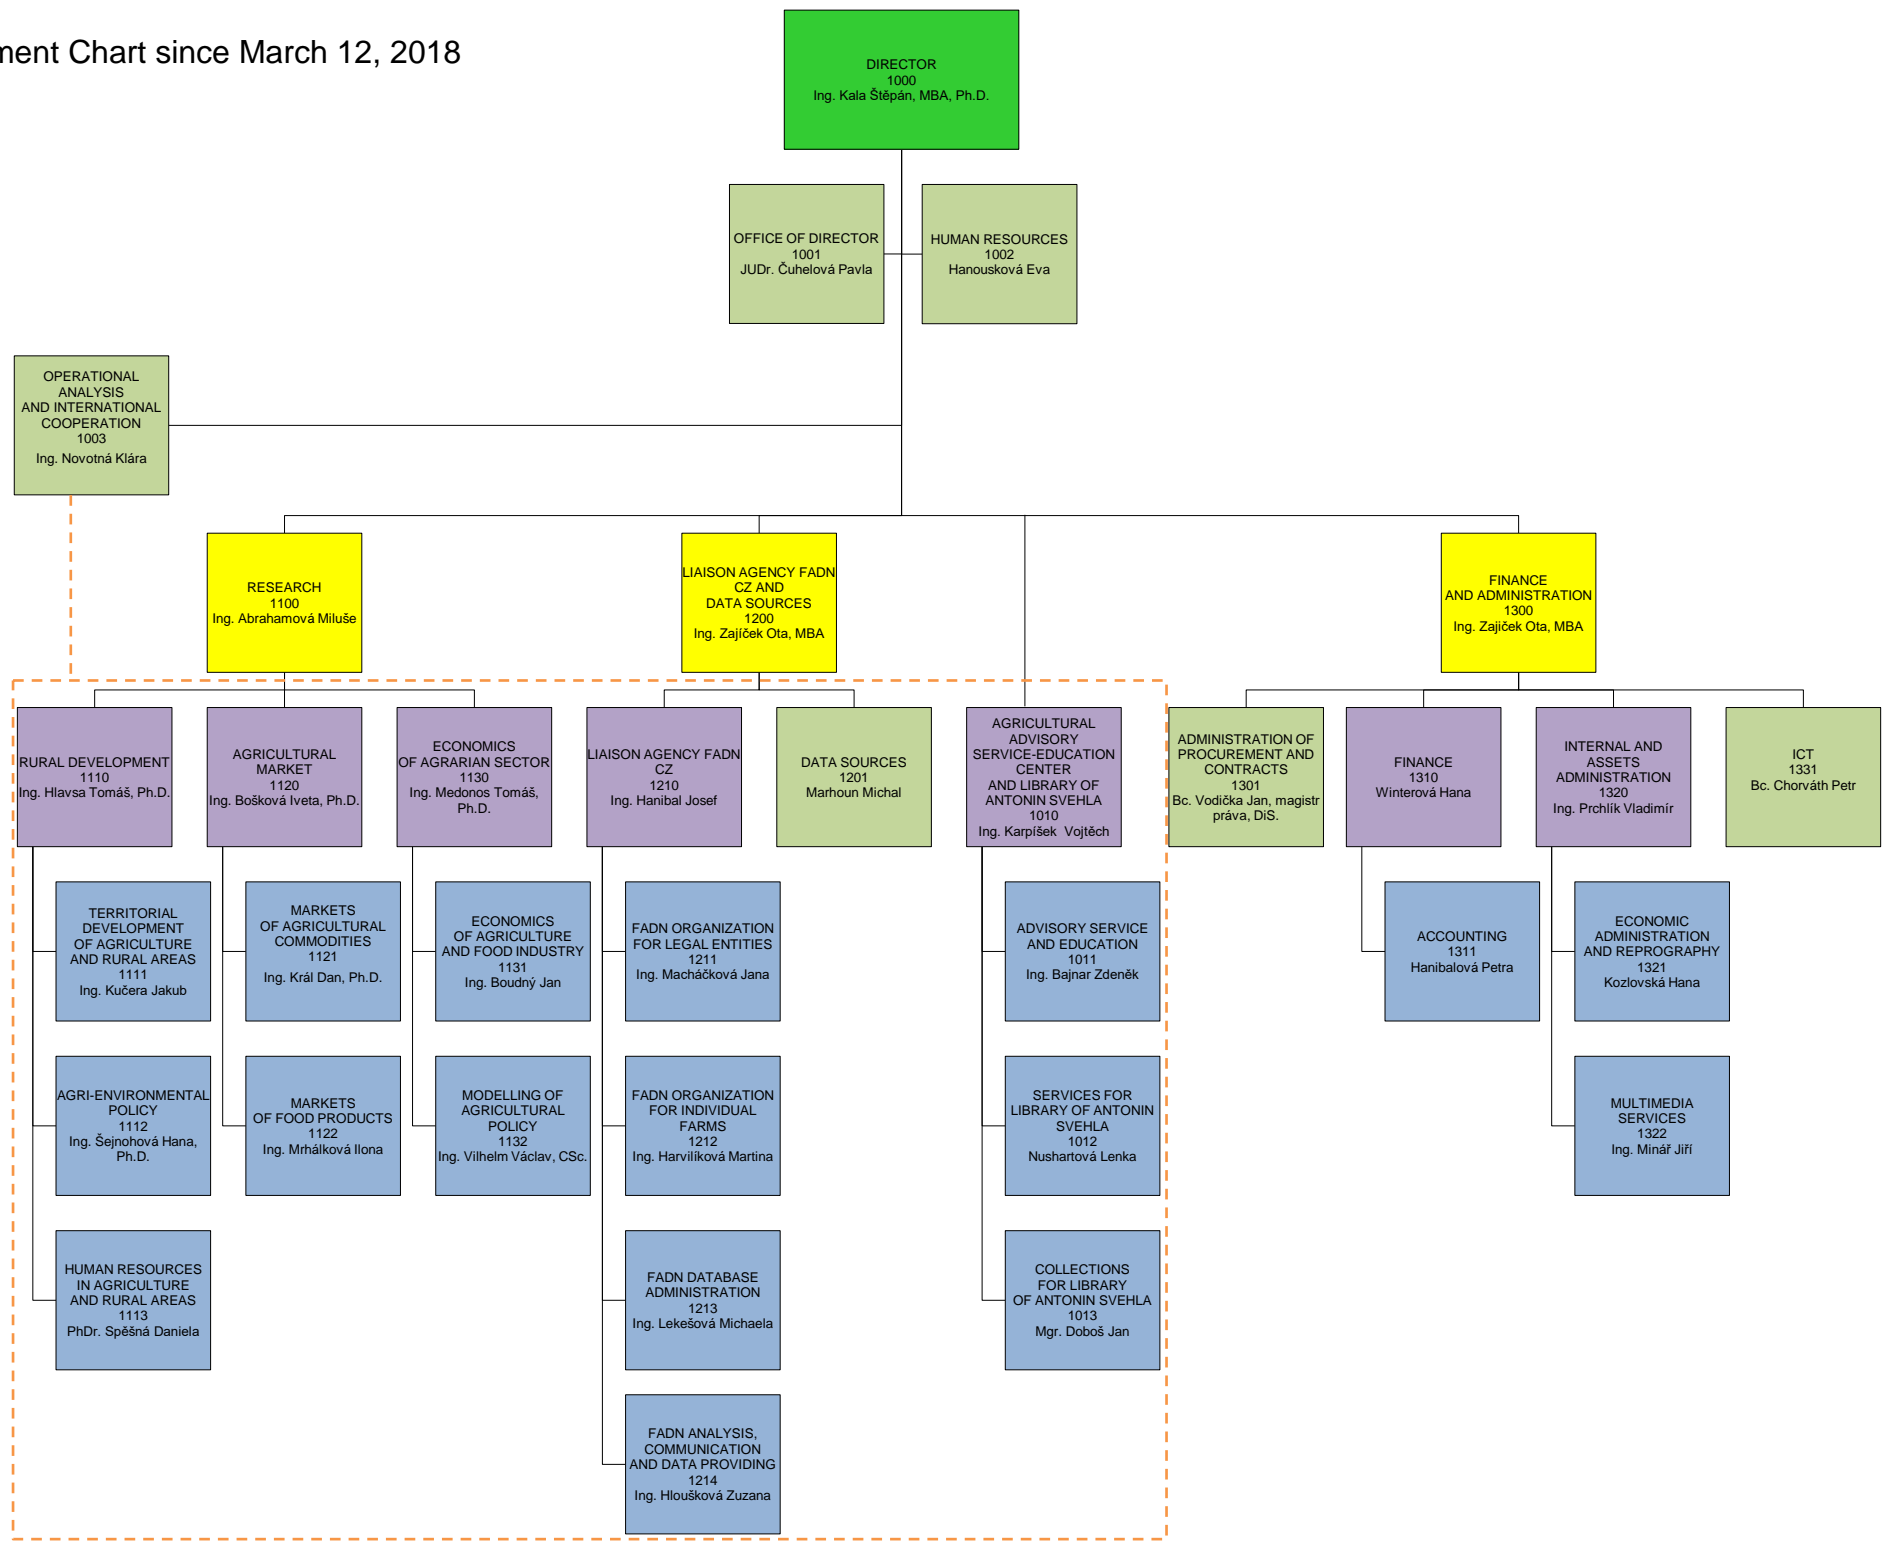 ment Chart since March 12, 2018
DIRECTOR
1000
Ing. Kala Štěpán, MBA, Ph.D.
OFFICE OF DIRECTOR
1001
JUDr. Čuhelová Pavla
HUMAN RESOURCES
1002
Hanousková Eva
OPERATIONAL
ANALYSIS
AND INTERNATIONAL
COOPERATION
1003
Ing. Novotná Klára
RESEARCH
1100
Ing. Abrahamová Miluše
LIAISON AGENCY FADN
CZ AND
DATA SOURCES
1200
Ing. Zajíček Ota, MBA
FINANCE
AND ADMINISTRATION
1300
Ing. Zajiček Ota, MBA
RURAL DEVELOPMENT
1110
Ing. Hlavsa Tomáš, Ph.D.
AGRICULTURAL
MARKET
1120
Ing. Bošková Iveta, Ph.D.
ECONOMICS
OF AGRARIAN SECTOR
1130
Ing. Medonos Tomáš,
Ph.D.
LIAISON AGENCY FADN
CZ
1210
Ing. Hanibal Josef
DATA SOURCES
1201
Marhoun Michal
AGRICULTURAL
ADVISORY
SERVICE-EDUCATION
CENTER
AND LIBRARY OF
ANTONIN SVEHLA
1010
Ing. Karpíšek  Vojtěch
ADMINISTRATION OF
PROCUREMENT AND
CONTRACTS
1301
Bc. Vodička Jan, magistr
práva, DiS.
FINANCE
1310
Winterová Hana
INTERNAL AND
ASSETS
ADMINISTRATION
1320
Ing. Prchlík Vladimír
ICT
1331
Bc. Chorváth Petr
TERRITORIAL
DEVELOPMENT
OF AGRICULTURE
AND RURAL AREAS
1111
Ing. Kučera Jakub
MARKETS
OF AGRICULTURAL
COMMODITIES
1121
Ing. Král Dan, Ph.D.
ECONOMICS
OF AGRICULTURE
AND FOOD INDUSTRY
1131
Ing. Boudný Jan
FADN ORGANIZATION
FOR LEGAL ENTITIES
1211
Ing. Macháčková Jana
ADVISORY SERVICE
AND EDUCATION
1011
Ing. Bajnar Zdeněk
ACCOUNTING
1311
Hanibalová Petra
ECONOMIC
ADMINISTRATION
AND REPROGRAPHY
1321
Kozlovská Hana
AGRI-ENVIRONMENTAL
POLICY
1112
Ing. Šejnohová Hana,
Ph.D.
MARKETS
OF FOOD PRODUCTS
1122
Ing. Mrhálková Ilona
MODELLING OF
AGRICULTURAL
POLICY
1132
Ing. Vilhelm Václav, CSc.
FADN ORGANIZATION
FOR INDIVIDUAL
FARMS
1212
Ing. Harvilíková Martina
SERVICES FOR
LIBRARY OF ANTONIN
SVEHLA
1012
Nushartová Lenka
MULTIMEDIA
SERVICES
1322
Ing. Minář Jiří
HUMAN RESOURCES
IN AGRICULTURE
AND RURAL AREAS
1113
PhDr. Spěšná Daniela
FADN DATABASE
ADMINISTRATION
1213
Ing. Lekešová Michaela
COLLECTIONS
FOR LIBRARY
OF ANTONIN SVEHLA
1013
Mgr. Doboš Jan
FADN ANALYSIS,
COMMUNICATION
AND DATA PROVIDING
1214
Ing. Hloušková Zuzana